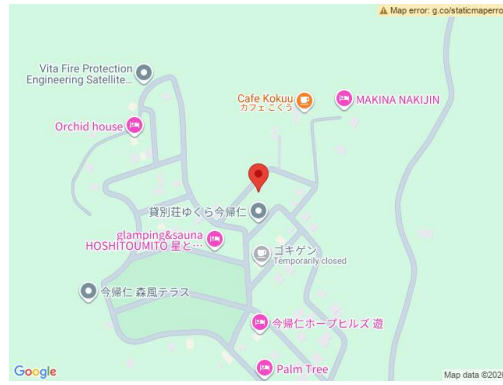 Map error: g.co/staticmaperro
Vita Fire Protection
Engineering Satellite...
Cafe Kokuu
カフェ こくう
MAKINA NAKIJIN
Orchid house
貸別荘ゆくら今帰仁
glamping&sauna
HOSHITOUMITO 星と…
ゴキゲン
Temporarily closed
今帰仁 森風テラス
今帰仁ホープヒルズ 遊
Palm Tree
Google
Map data ©2026